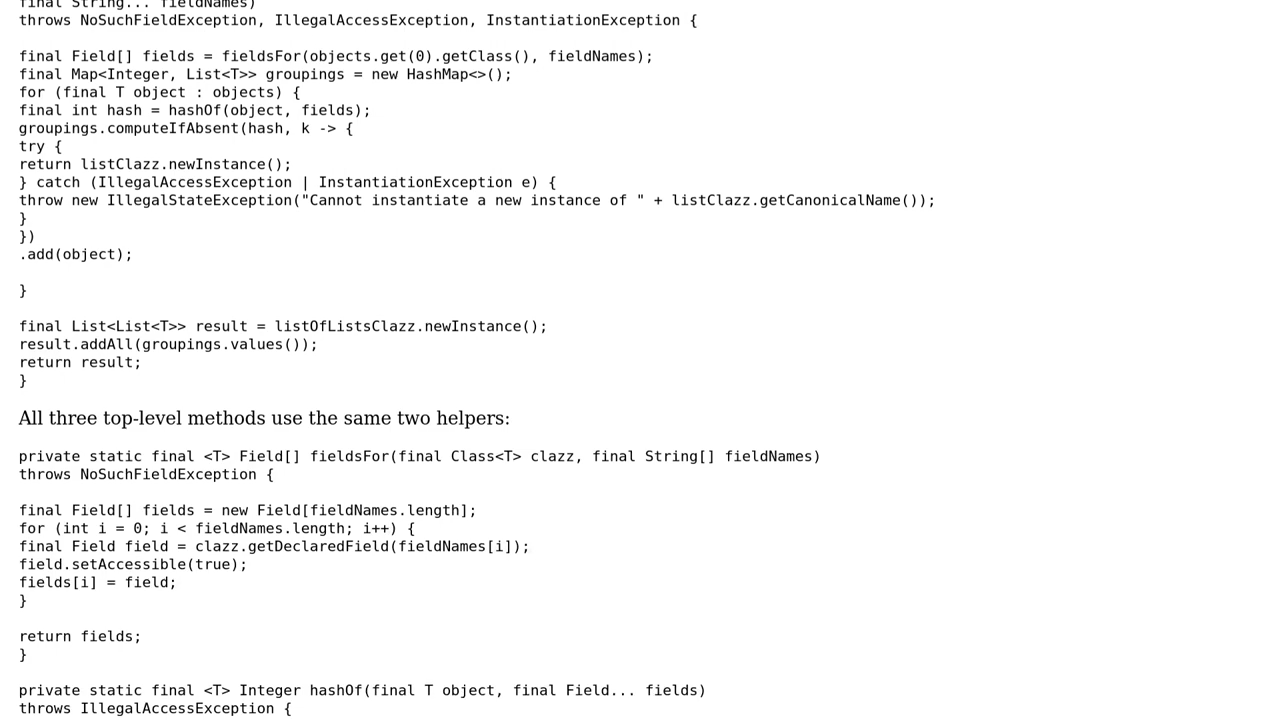 final String... fieldNames)
throws NoSuchFieldException, IllegalAccessException, InstantiationException {
final Field[] fields = fieldsFor(objects.get(0).getClass(), fieldNames);
final Map<Integer, List<T>> groupings = new HashMap<>();
for (final T object : objects) {
final int hash = hashOf(object, fields);
groupings.computeIfAbsent(hash, k -> {
try {
return listClazz.newInstance();
} catch (IllegalAccessException | InstantiationException e) {
throw new IllegalStateException("Cannot instantiate a new instance of " + listClazz.getCanonicalName());
}
})
.add(object);
}
final List<List<T>> result = listOfListsClazz.newInstance();
result.addAll(groupings.values());
return result;
}
All three top-level methods use the same two helpers:
private static final <T> Field[] fieldsFor(final Class<T> clazz, final String[] fieldNames)
throws NoSuchFieldException {
final Field[] fields = new Field[fieldNames.length];
for (int i = 0; i < fieldNames.length; i++) {
final Field field = clazz.getDeclaredField(fieldNames[i]);
field.setAccessible(true);
fields[i] = field;
}
return fields;
}
private static final <T> Integer hashOf(final T object, final Field... fields)
throws IllegalAccessException {